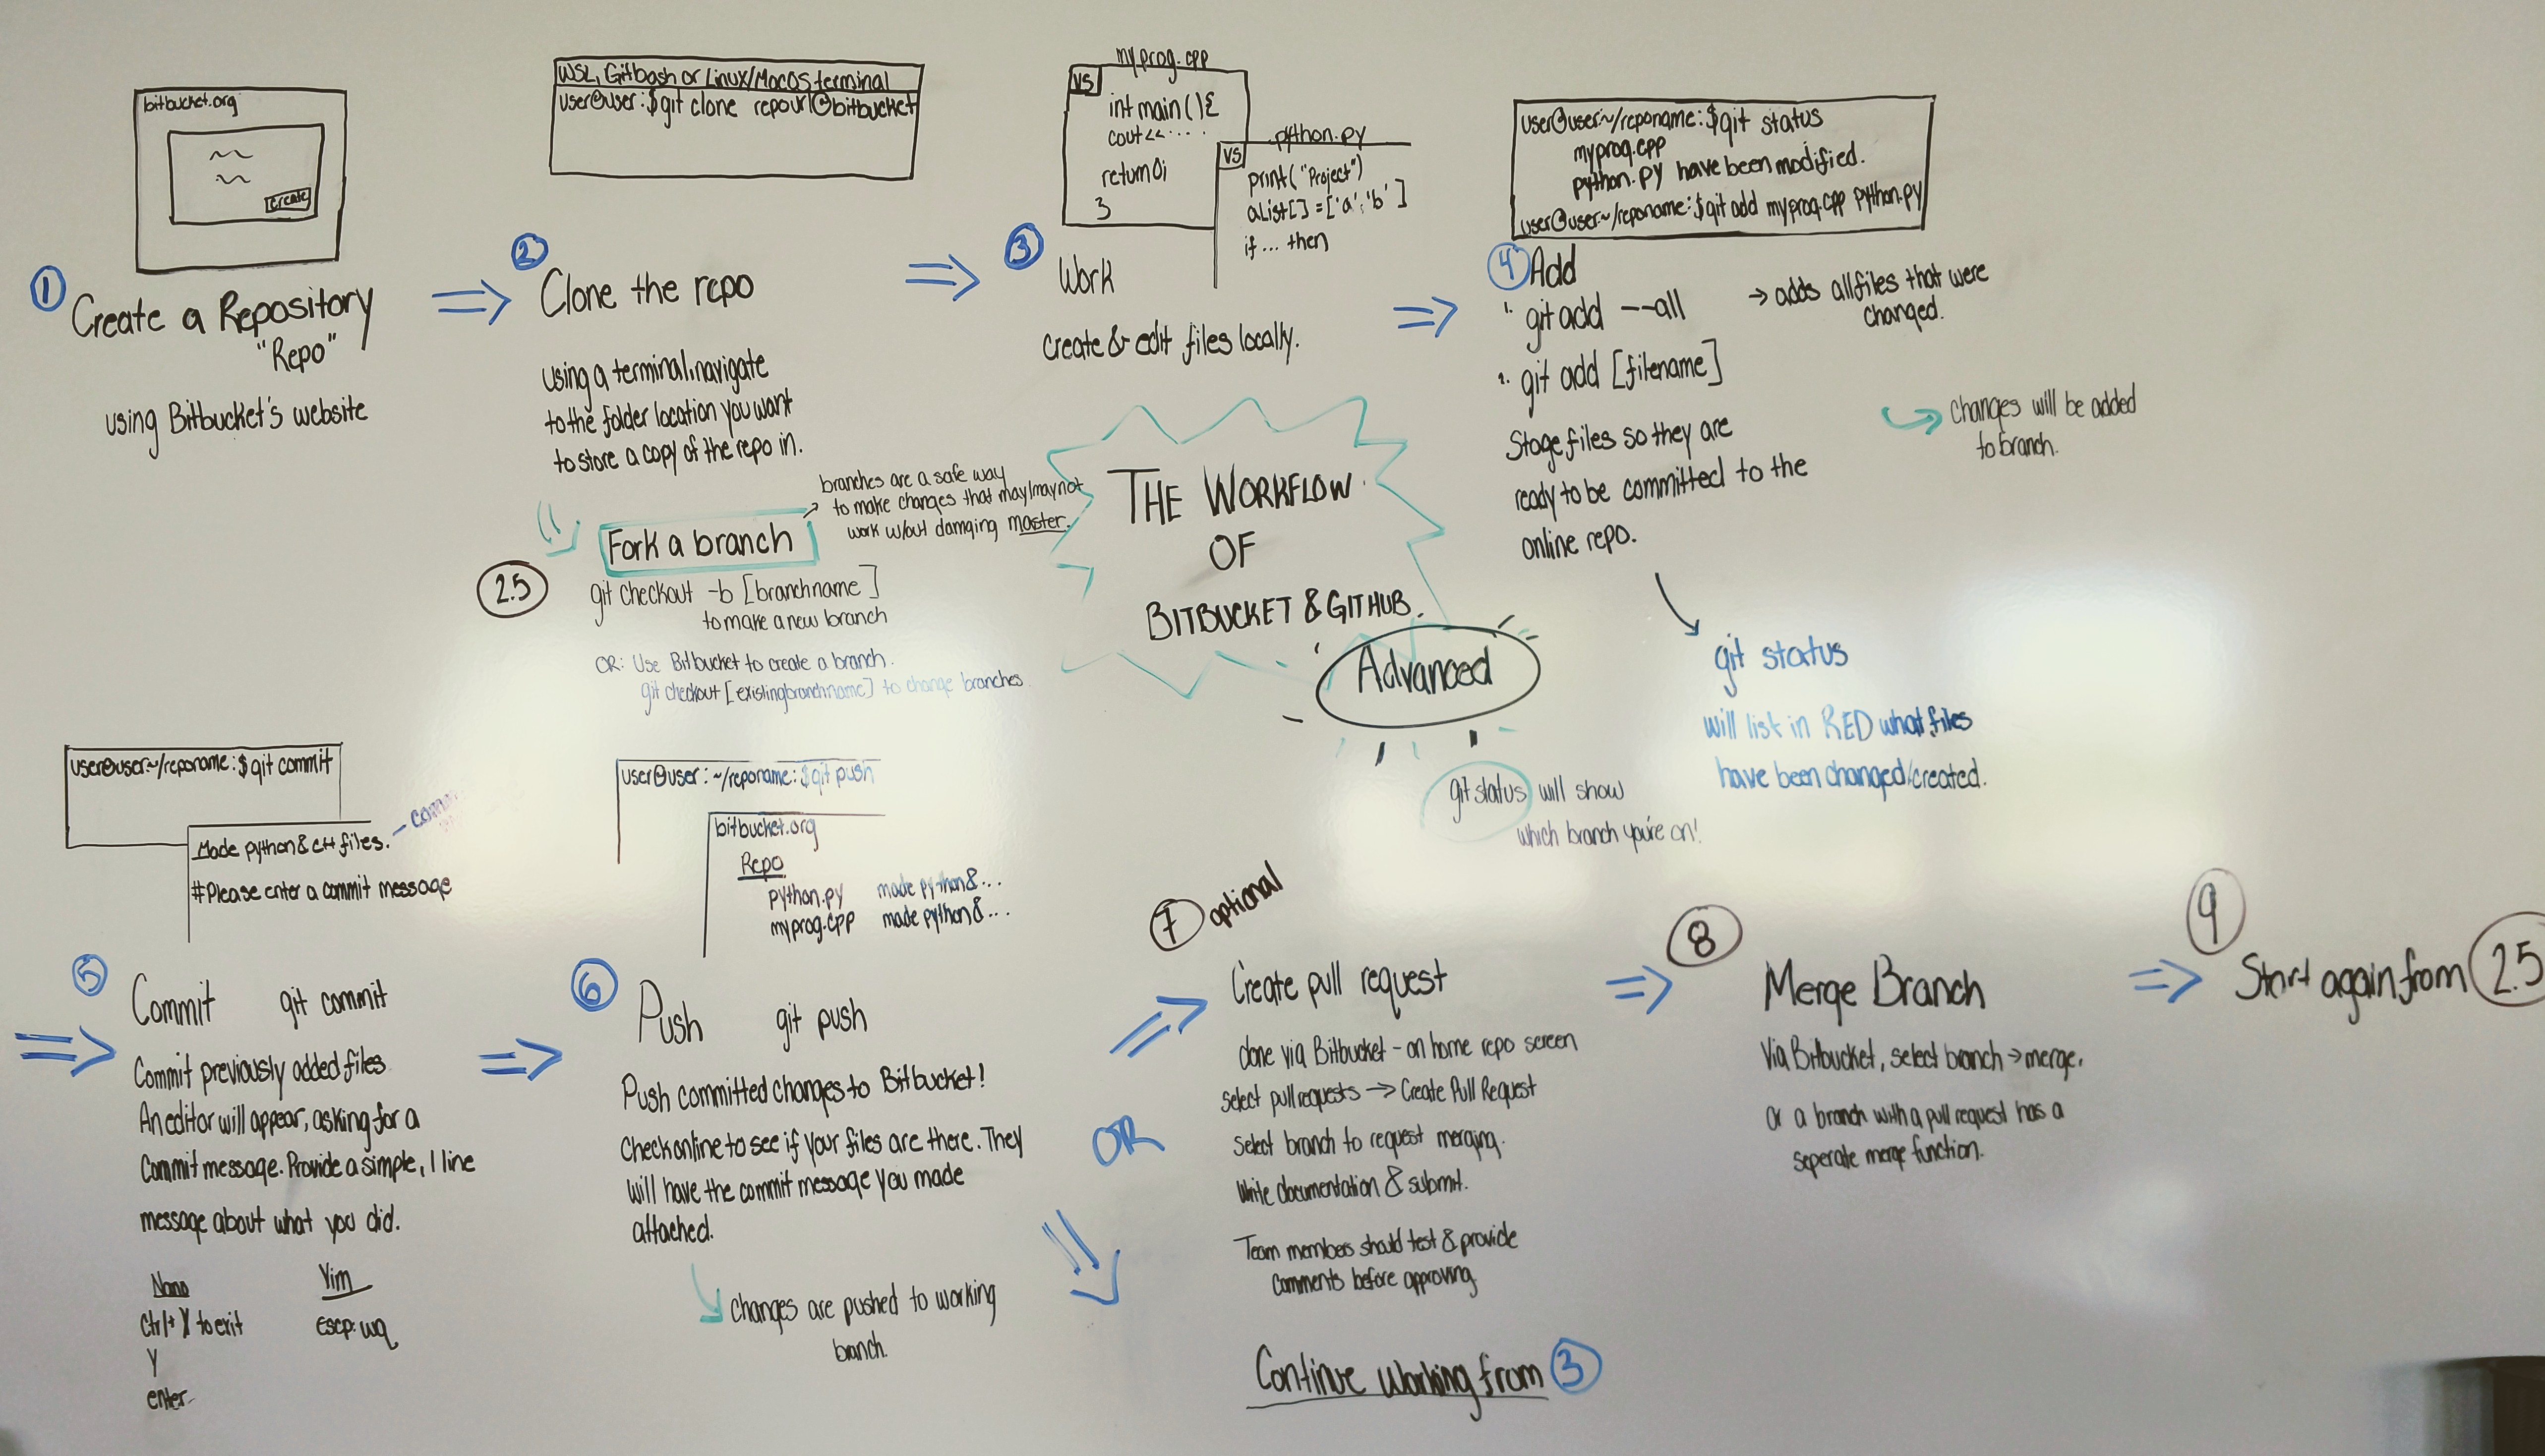 bitbucket.org
Create
① Create a Repository
"Repo"
using Bitbucket's website
WSL, Gitbash or Linux/MacOS terminal
user@user:$git clone repourl@bitbucket
② Clone the repo
using a terminal, navigate
to the folder location you want
to store a copy of the repo in.
Fork a branch
branches are a safe way
to make changes that may/may not
work w/out damging master.
2.5
git checkout -b [branchname]
to make a new branch
OR: Use Bitbucket to create a branch.
git checkout [existingbranchname] to change branches
myprog.cpp
VS
int main(){
cout<<....
return 0;
}
python.py
VS
print("Project")
aList[] = ['a','b']
if ... then
③ Work
create & edit files locally.
THE WORKFLOW
OF
BITBUCKET & GITHUB.
Advanced
user@user:~/reponame:$git status
myprog.cpp
python.py have been modified.
user@user:~/reponame:$git add myprog.cpp python.py
④ Add
1. git add --all → adds all files that were
changed.
2. git add [filename]
Stage files so they are
ready to be committed to the
online repo.
changes will be added
to branch.
git status
will list in RED what files
have been changed/created.
git status will show
which branch you're on!
user@user:~/reponame:$git commit
Made python & c++ files.
#Please enter a commit message
⑤ Commit git commit
Commit previously added files
An editor will appear, asking for a
commit message. Provide a simple, 1 line
message about what you did.
Nano
Ctrl+X to exit
Y
enter
Vim
Esc p: wq
user@user:~/reponame:$git push
bitbucket.org
Repo
python.py made python & ...
myprog.cpp made python & ...
⑥ Push git push
Push committed changes to Bitbucket!
Check online to see if your files are there. They
will have the commit message you made
attached.
changes are pushed to working
branch.
OR
⑦ optional
Create pull request
done via Bitbucket - on home repo screen
select pull requests → Create Pull Request
Select branch to request merging.
Write documentation & submit.
Team members should test & provide
comments before approving.
Continue working from ③
⑧
Merge Branch
Via Bitbucket, select branch → merge.
Or a branch with a pull request has a
seperate merge function.
⑨
Start again from 2.5